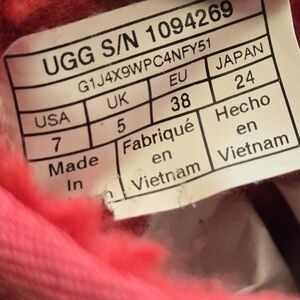 UGG S/N 1094269
G1J4X9WPC4NFY51
USA UK EU JAPAN
7 5 38 24
Made Fabriqué Hecho
In en en
Vietnam Vietnam